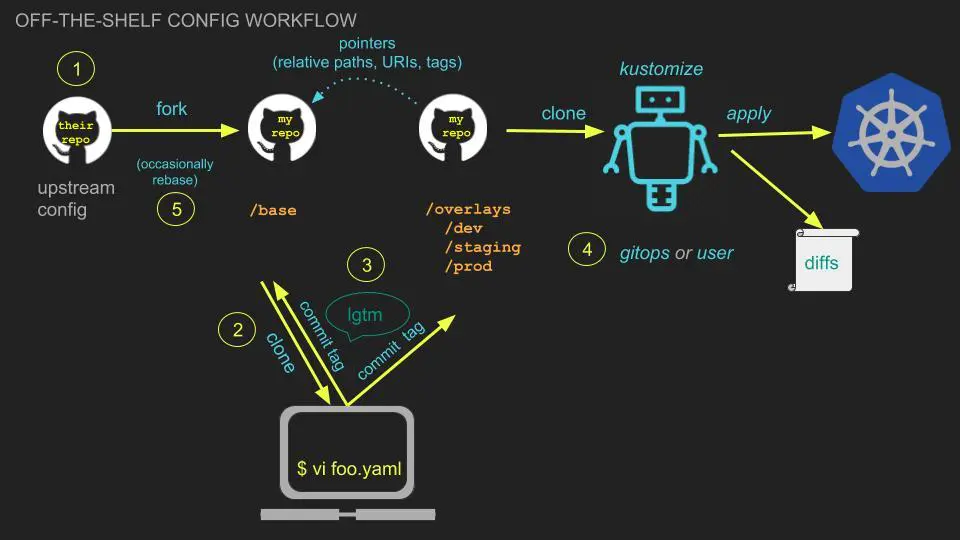 OFF-THE-SHELF CONFIG WORKFLOW
pointers
(relative paths, URIs, tags)
1
their
repo
upstream
config
fork
(occasionally
rebase)
5
my
repo
/base
my
repo
/overlays
/dev
/staging
/prod
clone
kustomize
apply
4
gitops or user
diffs
3
lgtm
2
clone
commit tag
commit tag
$ vi foo.yaml